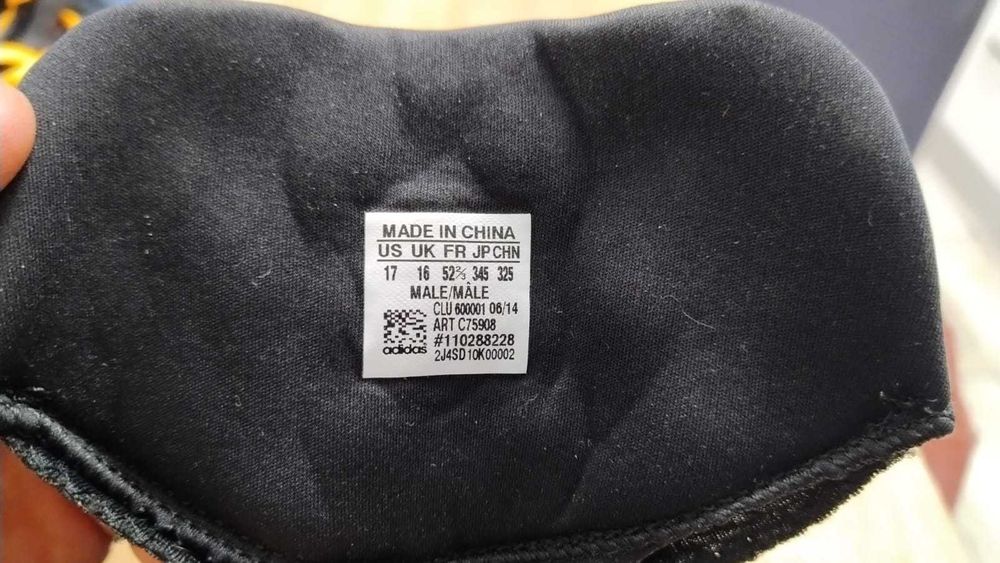 MADE IN CHINA
US UK FR JP CHN
17 16 52⅔ 345 325
MALE/MÂLE
CLU 600001 06/14
ART C75908
#110288228
adidas 2J4SD10K00002